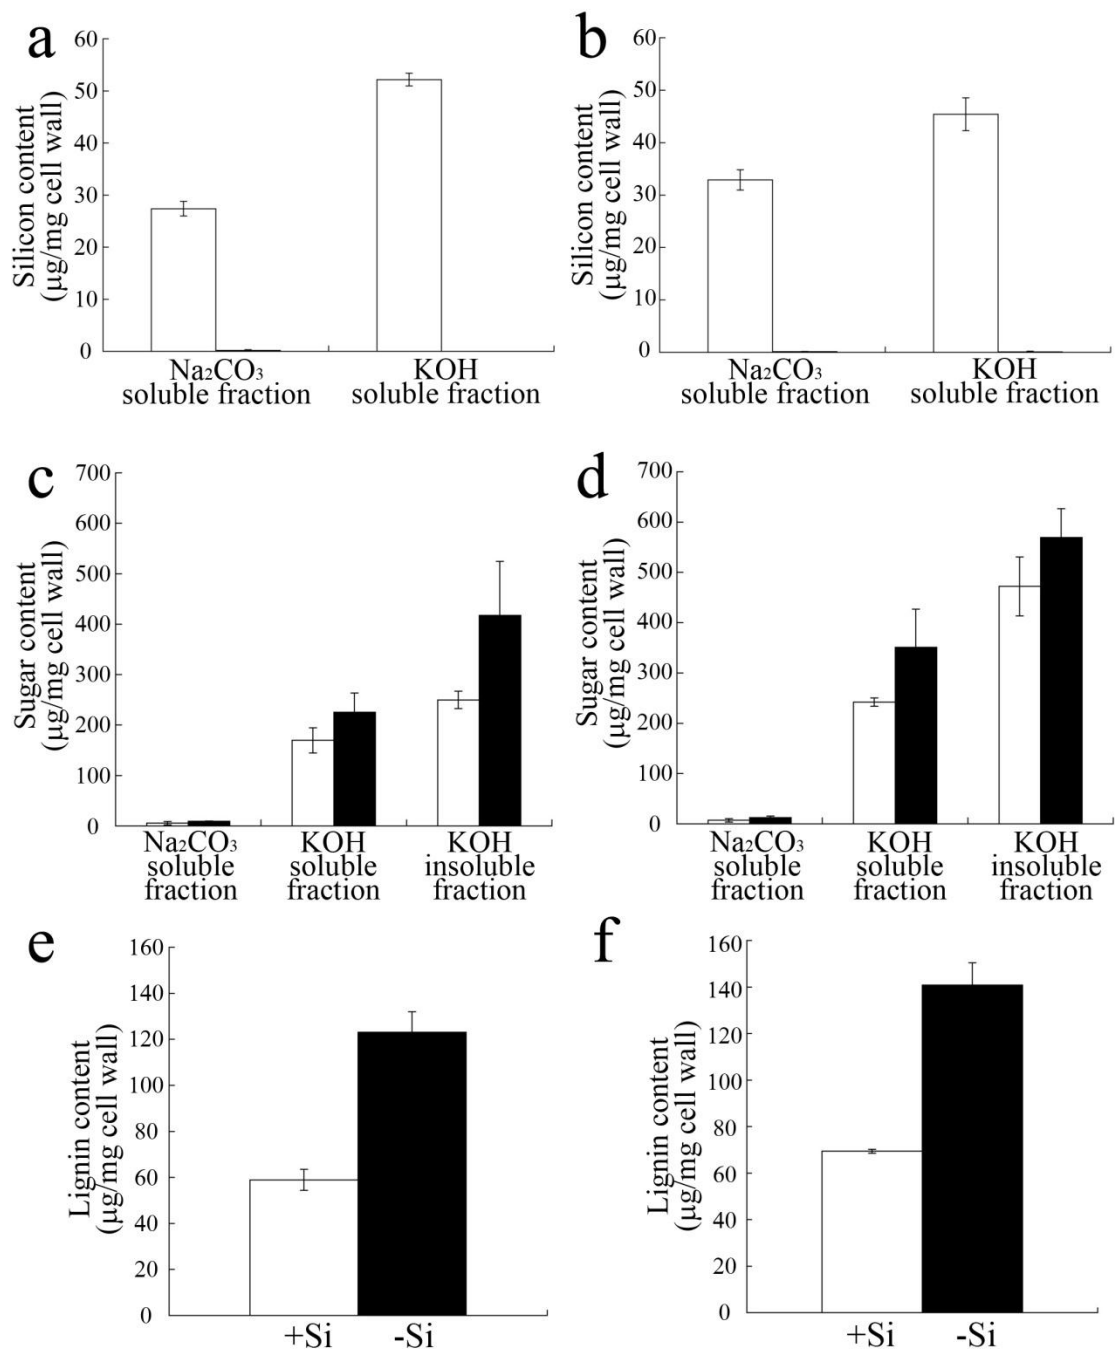 a
Silicon content
(µg/mg cell wall)
60
50
40
30
20
10
0
Na₂CO₃
soluble fraction
KOH
soluble fraction
b
Silicon content
(µg/mg cell wall)
60
50
40
30
20
10
0
Na₂CO₃
soluble fraction
KOH
soluble fraction
c
Sugar content
(µg/mg cell wall)
700
600
500
400
300
200
100
0
Na₂CO₃
soluble
fraction
KOH
soluble
fraction
KOH
insoluble
fraction
d
Sugar content
(µg/mg cell wall)
700
600
500
400
300
200
100
0
Na₂CO₃
soluble
fraction
KOH
soluble
fraction
KOH
insoluble
fraction
e
Lignin content
(µg/mg cell wall)
160
140
120
100
80
60
40
20
0
+Si
-Si
f
Lignin content
(µg/mg cell wall)
160
140
120
100
80
60
40
20
0
+Si
-Si